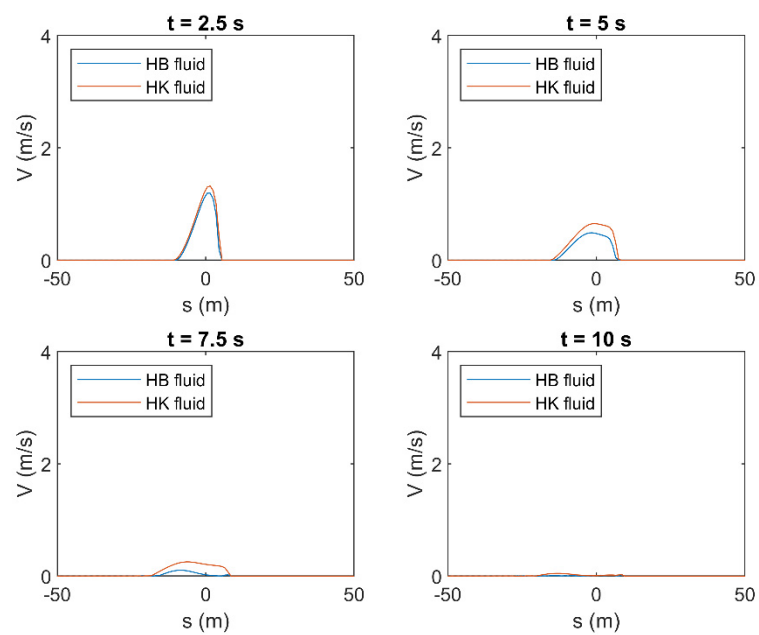 t = 2.5 s
4
HB fluid
HK fluid
2
V (m/s)
0
-50 0 50
s (m)
t = 5 s
4
HB fluid
HK fluid
2
V (m/s)
0
-50 0 50
s (m)
t = 7.5 s
4
HB fluid
HK fluid
2
V (m/s)
0
-50 0 50
s (m)
t = 10 s
4
HB fluid
HK fluid
2
V (m/s)
0
-50 0 50
s (m)